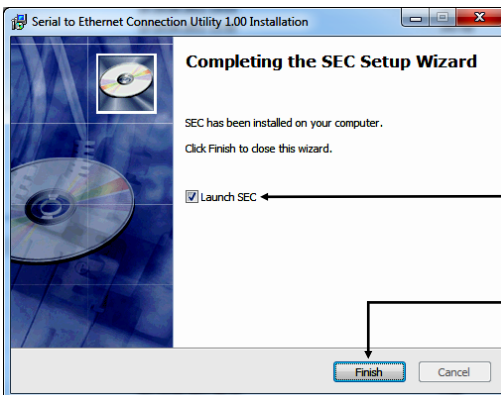 Serial to Ethernet Connection Utility 1.00 Installation
Completing the SEC Setup Wizard
SEC has been installed on your computer.
Click Finish to close this wizard.
Launch SEC
Finish
Cancel